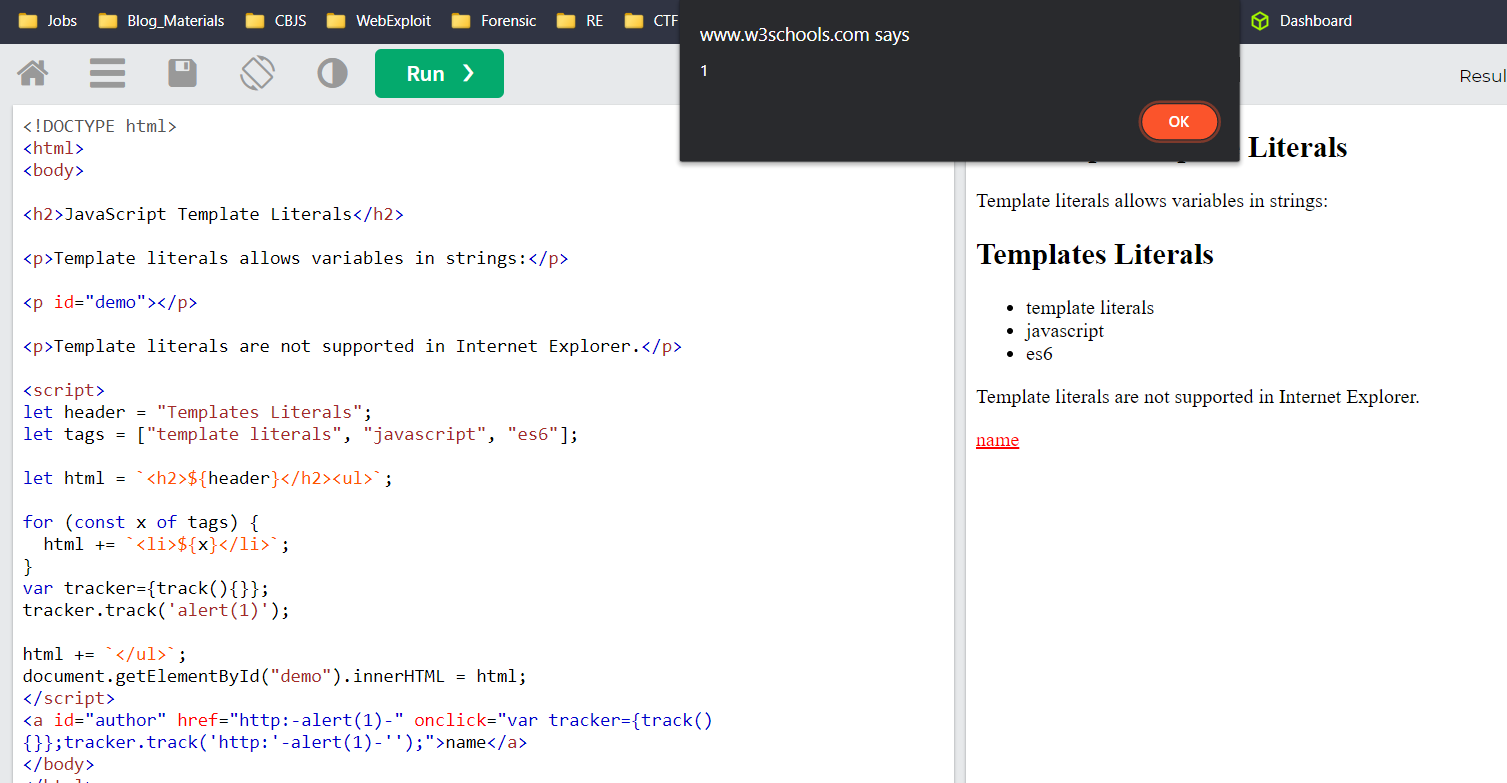 Jobs Blog_Materials CBJS WebExploit Forensic RE CTF Dashboard
www.w3schools.com says
1
OK
Run ❯
Resul
<!DOCTYPE html>
<html>
<body>
<h2>JavaScript Template Literals</h2>
<p>Template literals allows variables in strings:</p>
<p id="demo"></p>
<p>Template literals are not supported in Internet Explorer.</p>
<script>
let header = "Templates Literals";
let tags = ["template literals", "javascript", "es6"];
let html = `<h2>${header}</h2><ul>`;
for (const x of tags) {
  html += `<li>${x}</li>`;
}
var tracker={track(){}};
tracker.track('alert(1)');
html += `</ul>`;
document.getElementById("demo").innerHTML = html;
</script>
<a id="author" href="http:-alert(1)-" onclick="var tracker={track()
{}};tracker.track('http:'-alert(1)-'');">name</a>
</body>
Literals
Template literals allows variables in strings:
Templates Literals
template literals
javascript
es6
Template literals are not supported in Internet Explorer.
name